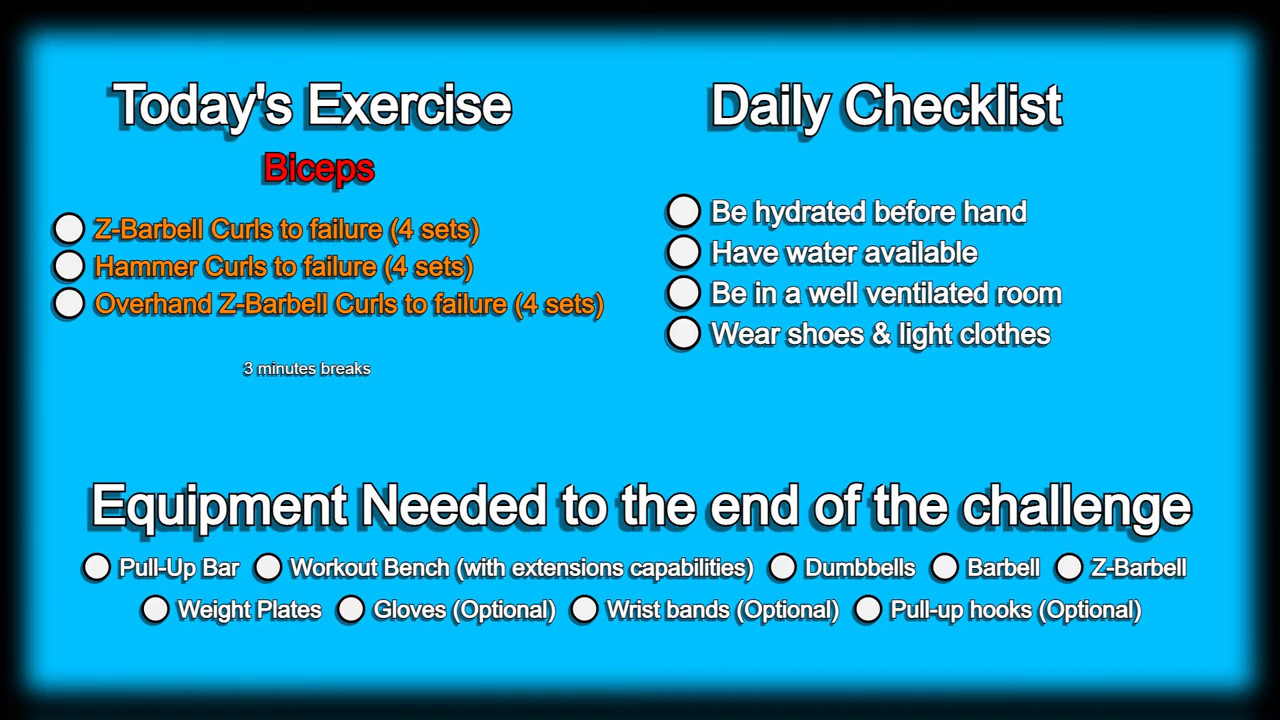 Today's Exercise
Biceps
Z-Barbell Curls to failure (4 sets)
Hammer Curls to failure (4 sets)
Overhand Z-Barbell Curls to failure (4 sets)
3 minutes breaks
Daily Checklist
Be hydrated before hand
Have water available
Be in a well ventilated room
Wear shoes & light clothes
Equipment Needed to the end of the challenge
Pull-Up Bar Workout Bench (with extensions capabilities) Dumbbells Barbell Z-Barbell
Weight Plates Gloves (Optional) Wrist bands (Optional) Pull-up hooks (Optional)